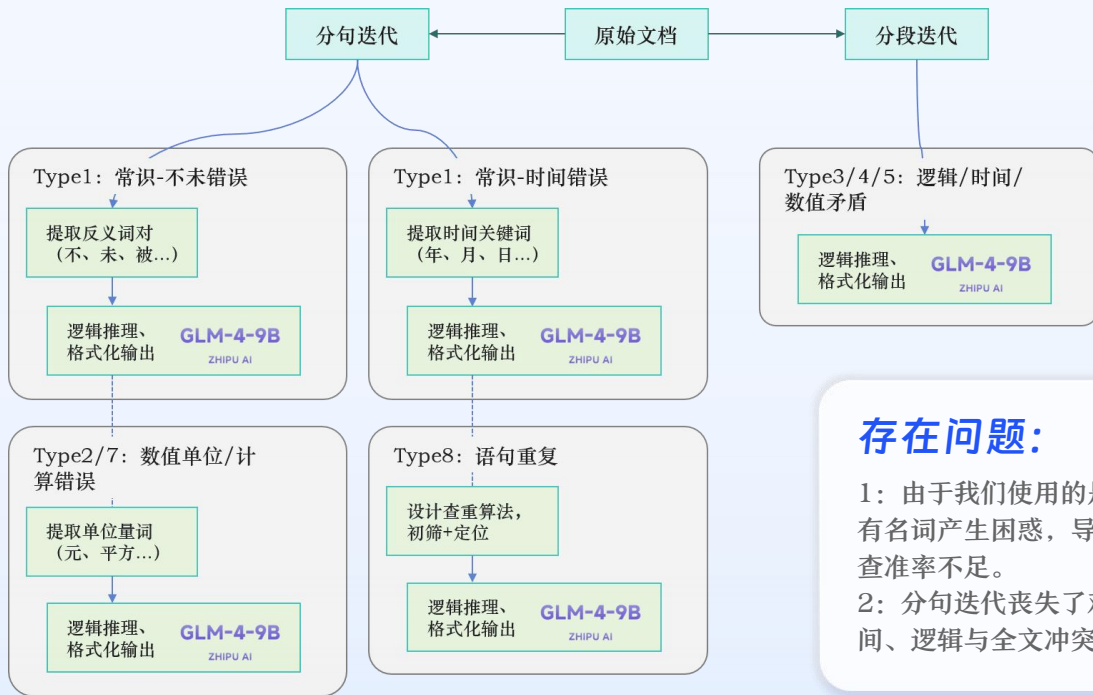 分句迭代
原始文档
分段迭代
Type1：常识-不未错误
提取反义词对
（不、未、被...）
逻辑推理、
格式化输出
GLM-4-9B
ZHIPU AI
Type1：常识-时间错误
提取时间关键词
（年、月、日...）
逻辑推理、
格式化输出
GLM-4-9B
ZHIPU AI
Type3/4/5：逻辑/时间/
数值矛盾
逻辑推理、
格式化输出
GLM-4-9B
ZHIPU AI
Type2/7：数值单位/计
算错误
提取单位量词
（元、平方...）
逻辑推理、
格式化输出
GLM-4-9B
ZHIPU AI
Type8：语句重复
设计查重算法，
初筛+定位
逻辑推理、
格式化输出
GLM-4-9B
ZHIPU AI
存在问题：
1：由于我们使用的是
有名词产生困惑，导
查准率不足。
2：分句迭代丧失了
间、逻辑与全文冲突